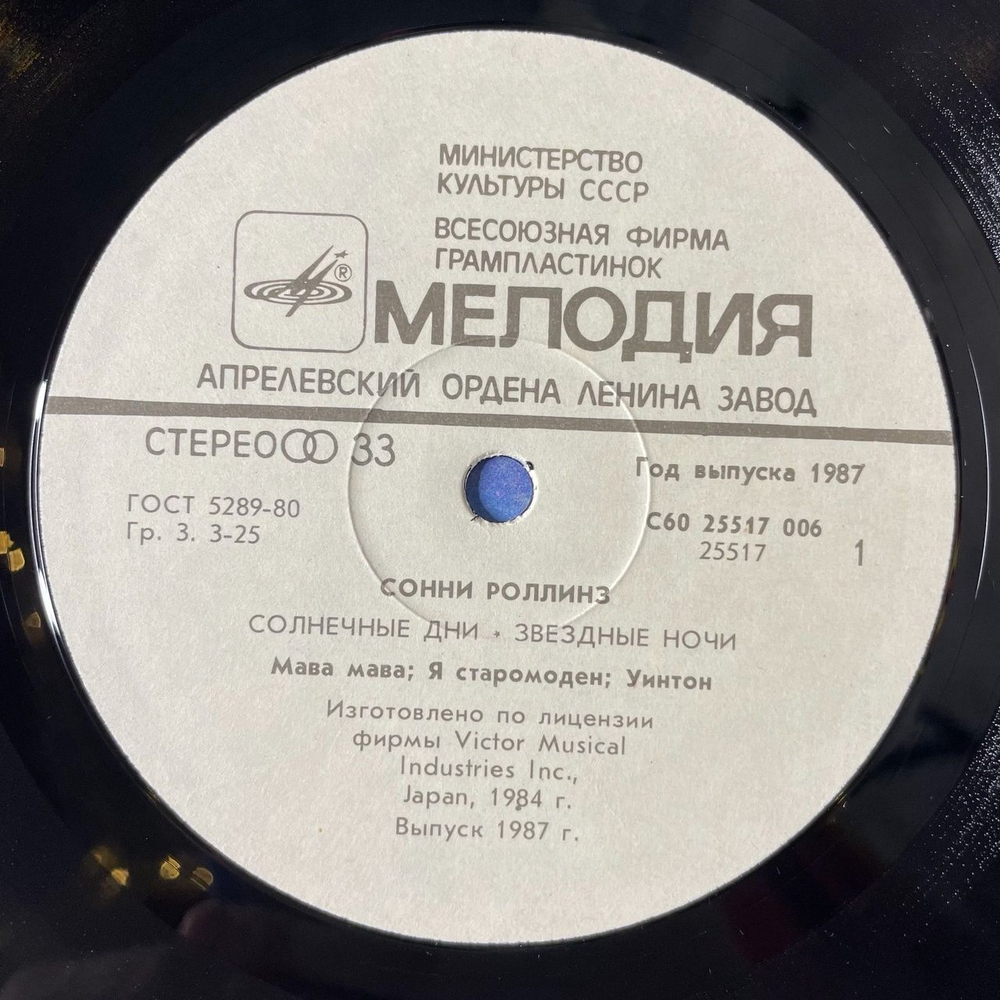 МИНИСТЕРСТВО
КУЛЬТУРЫ СССР
ВСЕСОЮЗНАЯ ФИРМА
ГРАМПЛАСТИНОК
®
МЕЛОДИЯ
АПРЕЛЕВСКИЙ ОРДЕНА ЛЕНИНА ЗАВОД
СТЕРЕО 33
Год выпуска 1987
ГОСТ 5289-80
Гр. 3. 3-25
С60 25517 006
25517
1
СОННИ РОЛЛИНЗ
СОЛНЕЧНЫЕ ДНИ * ЗВЕЗДНЫЕ НОЧИ
Мава мава; Я старомоден; Уинтон
Изготовлено по лицензии
фирмы Victor Musical
Industries Inc.,
Japan, 1984 г.
Выпуск 1987 г.